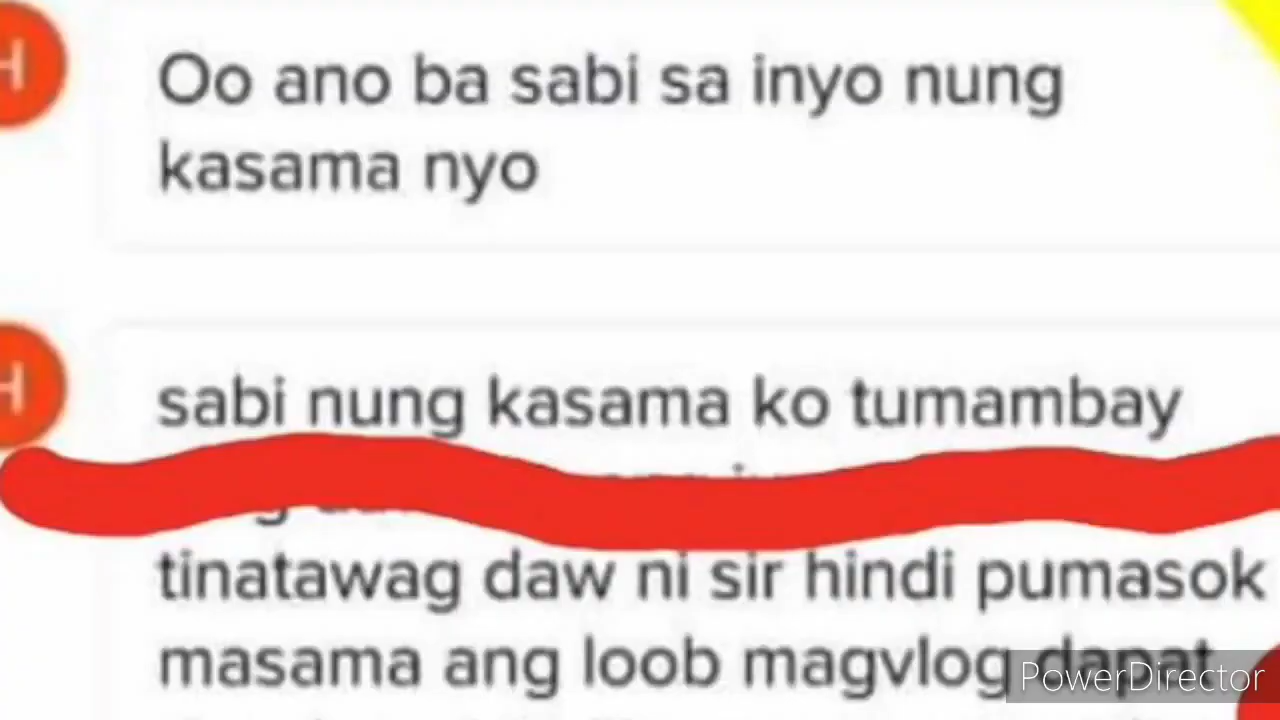 H
Oo ano ba sabi sa inyo nung
kasama nyo
H
sabi nung kasama ko tumambay
tinatawag daw ni sir hindi pumasok
masama ang loob magvlog dapat
PowerDirector